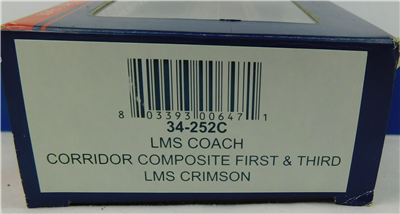 8 03393 00647 1
34-252C
LMS COACH
CORRIDOR COMPOSITE FIRST & THIRD
LMS CRIMSON